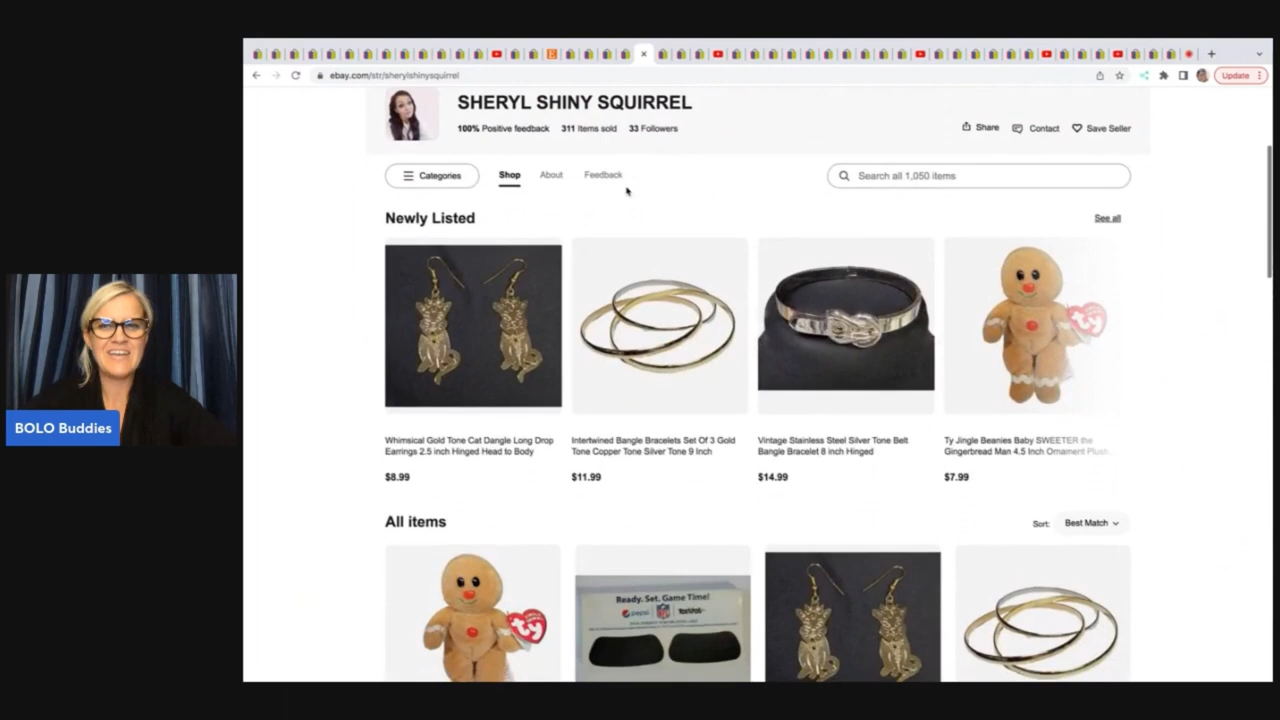 ebay.com/str/sherylshinysquirrel
Update
SHERYL SHINY SQUIRREL
100% Positive feedback 311 Items sold 33 Followers
Share Contact Save Seller
Categories Shop About Feedback
Search all 1,050 items
Newly Listed
See all
ty
BOLO Buddies
Whimsical Gold Tone Cat Dangle Long Drop
Earrings 2.5 inch Hinged Head to Body
$8.99
Intertwined Bangle Bracelets Set Of 3 Gold
Tone Copper Tone Silver Tone 9 Inch
$11.99
Vintage Stainless Steel Silver Tone Belt
Bangle Bracelet 8 inch Hinged
$14.99
Ty Jingle Beanies Baby SWEETER the
Gingerbread Man 4.5 Inch Ornament Plush...
$7.99
All items
Sort: Best Match
ty
Ready. Set. Game Time!
pepsi NFL Tostitos